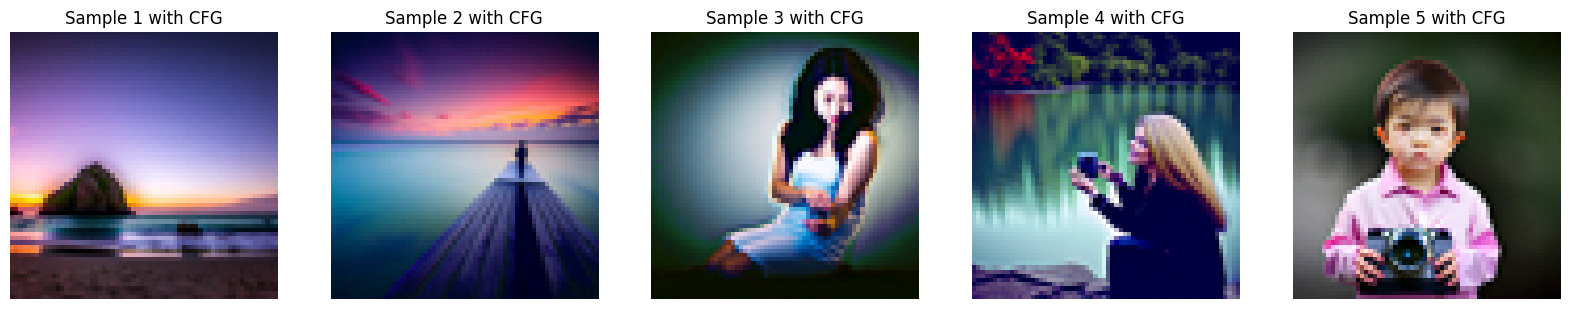 Sample 1 with CFG
Sample 2 with CFG
Sample 3 with CFG
Sample 4 with CFG
Sample 5 with CFG